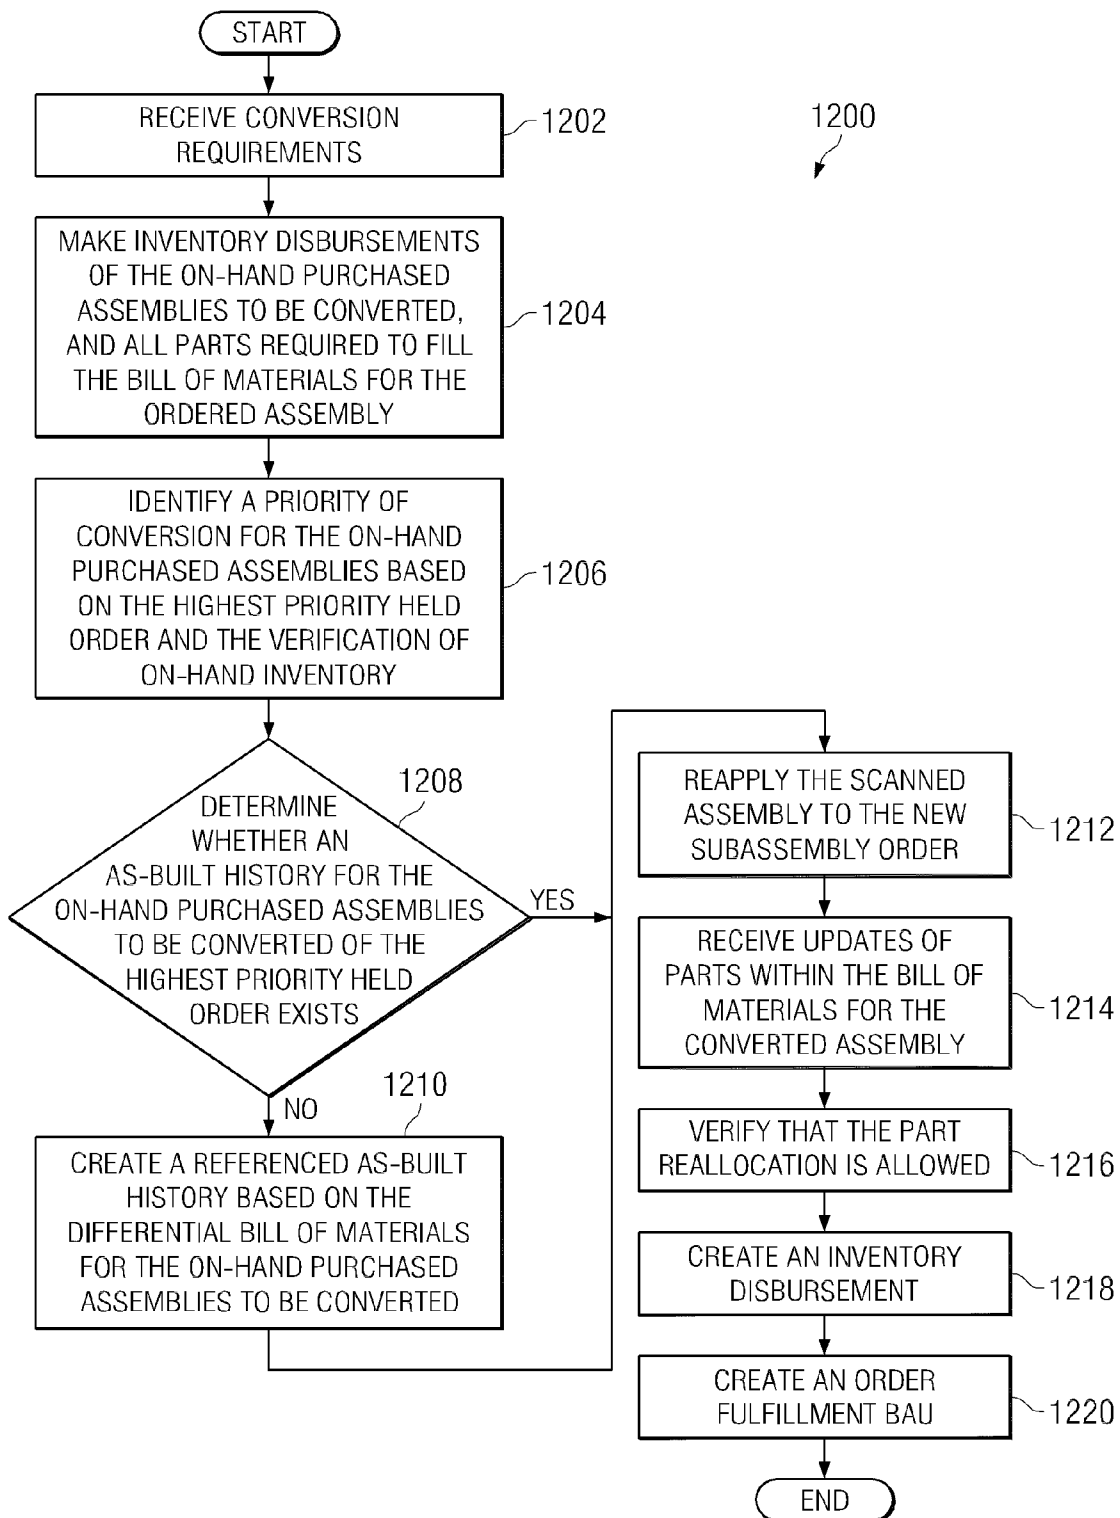 START
RECEIVE CONVERSION
REQUIREMENTS
1202
1200
MAKE INVENTORY DISBURSEMENTS
OF THE ON-HAND PURCHASED
ASSEMBLIES TO BE CONVERTED,
AND ALL PARTS REQUIRED TO FILL
THE BILL OF MATERIALS FOR THE
ORDERED ASSEMBLY
1204
IDENTIFY A PRIORITY OF
CONVERSION FOR THE ON-HAND
PURCHASED ASSEMBLIES BASED
ON THE HIGHEST PRIORITY HELD
ORDER AND THE VERIFICATION OF
ON-HAND INVENTORY
1206
1208
DETERMINE
WHETHER AN
AS-BUILT HISTORY FOR THE
ON-HAND PURCHASED ASSEMBLIES
TO BE CONVERTED OF THE
HIGHEST PRIORITY HELD
ORDER EXISTS
YES
NO
1210
CREATE A REFERENCED AS-BUILT
HISTORY BASED ON THE
DIFFERENTIAL BILL OF MATERIALS
FOR THE ON-HAND PURCHASED
ASSEMBLIES TO BE CONVERTED
REAPPLY THE SCANNED
ASSEMBLY TO THE NEW
SUBASSEMBLY ORDER
1212
RECEIVE UPDATES OF
PARTS WITHIN THE BILL OF
MATERIALS FOR THE
CONVERTED ASSEMBLY
1214
VERIFY THAT THE PART
REALLOCATION IS ALLOWED
1216
CREATE AN INVENTORY
DISBURSEMENT
1218
CREATE AN ORDER
FULFILLMENT BAU
1220
END